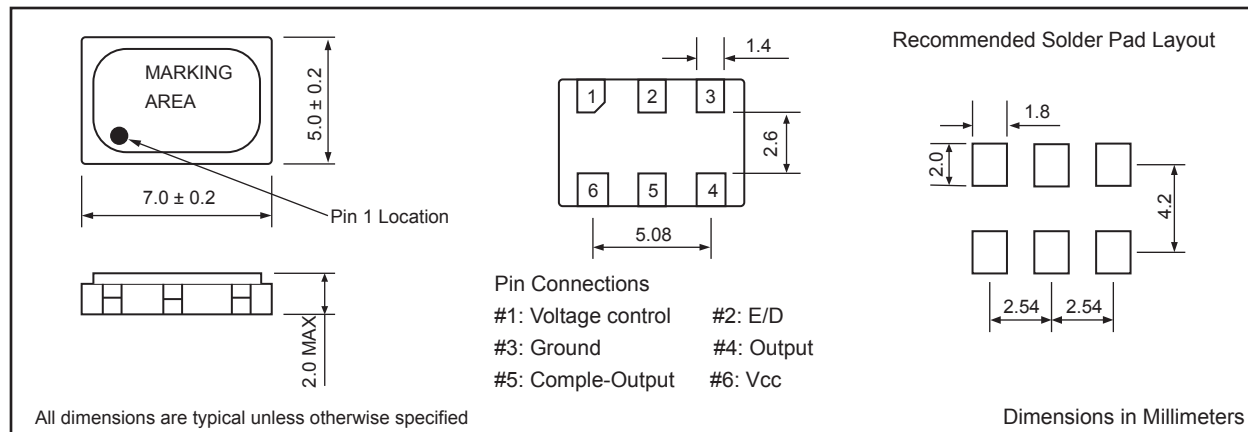 MARKING
AREA
5.0 ± 0.2
7.0 ± 0.2
Pin 1 Location
2.0 MAX
1.4
1
2
3
2.6
6
5
4
5.08
Pin Connections
#1: Voltage control #2: E/D
#3: Ground #4: Output
#5: Comple-Output #6: Vcc
Recommended Solder Pad Layout
1.8
2.0
4.2
2.54
2.54
All dimensions are typical unless otherwise specified
Dimensions in Millimeters